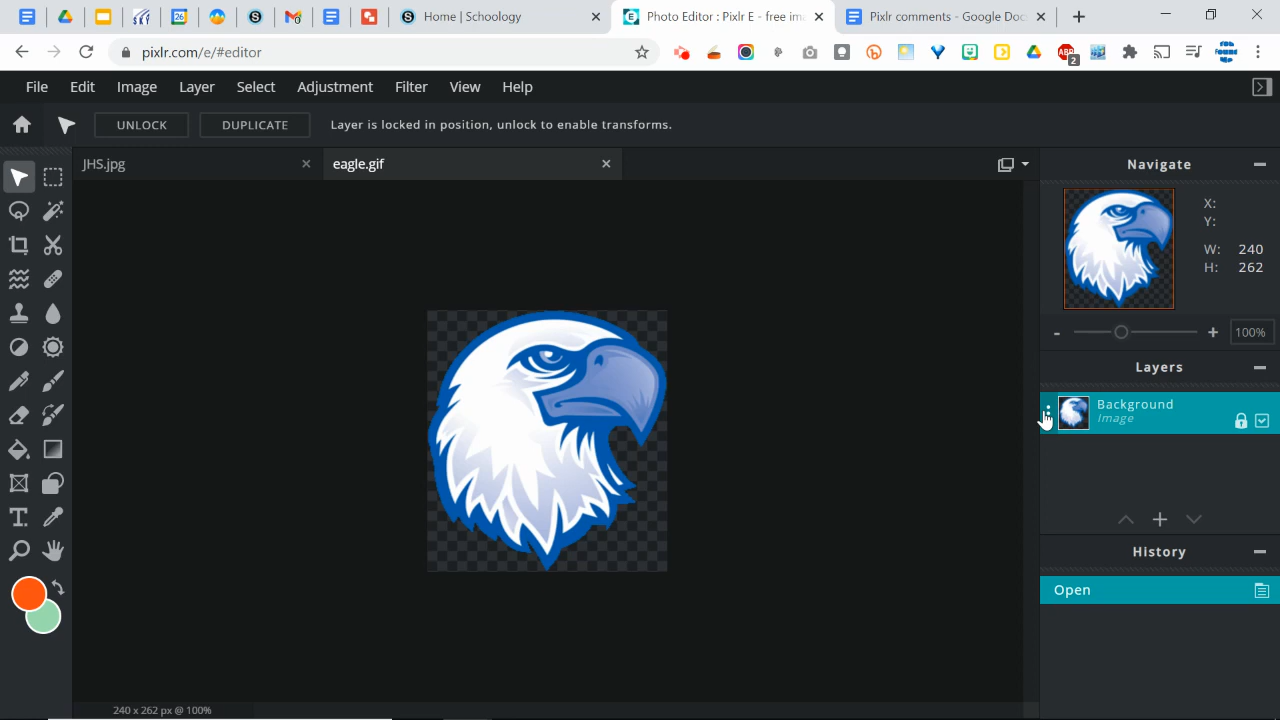 Home | Schoology
Photo Editor : Pixlr E - free ima
Pixlr comments - Google Doc
pixlr.com/e/#editor
ABP
2
File Edit Image Layer Select Adjustment Filter View Help
UNLOCK DUPLICATE Layer is locked in position, unlock to enable transforms.
JHS.jpg
eagle.gif
Navigate
X:
Y:
W: 240
H: 262
- + 100%
Layers
Background
Image
History
Open
240 x 262 px @ 100%